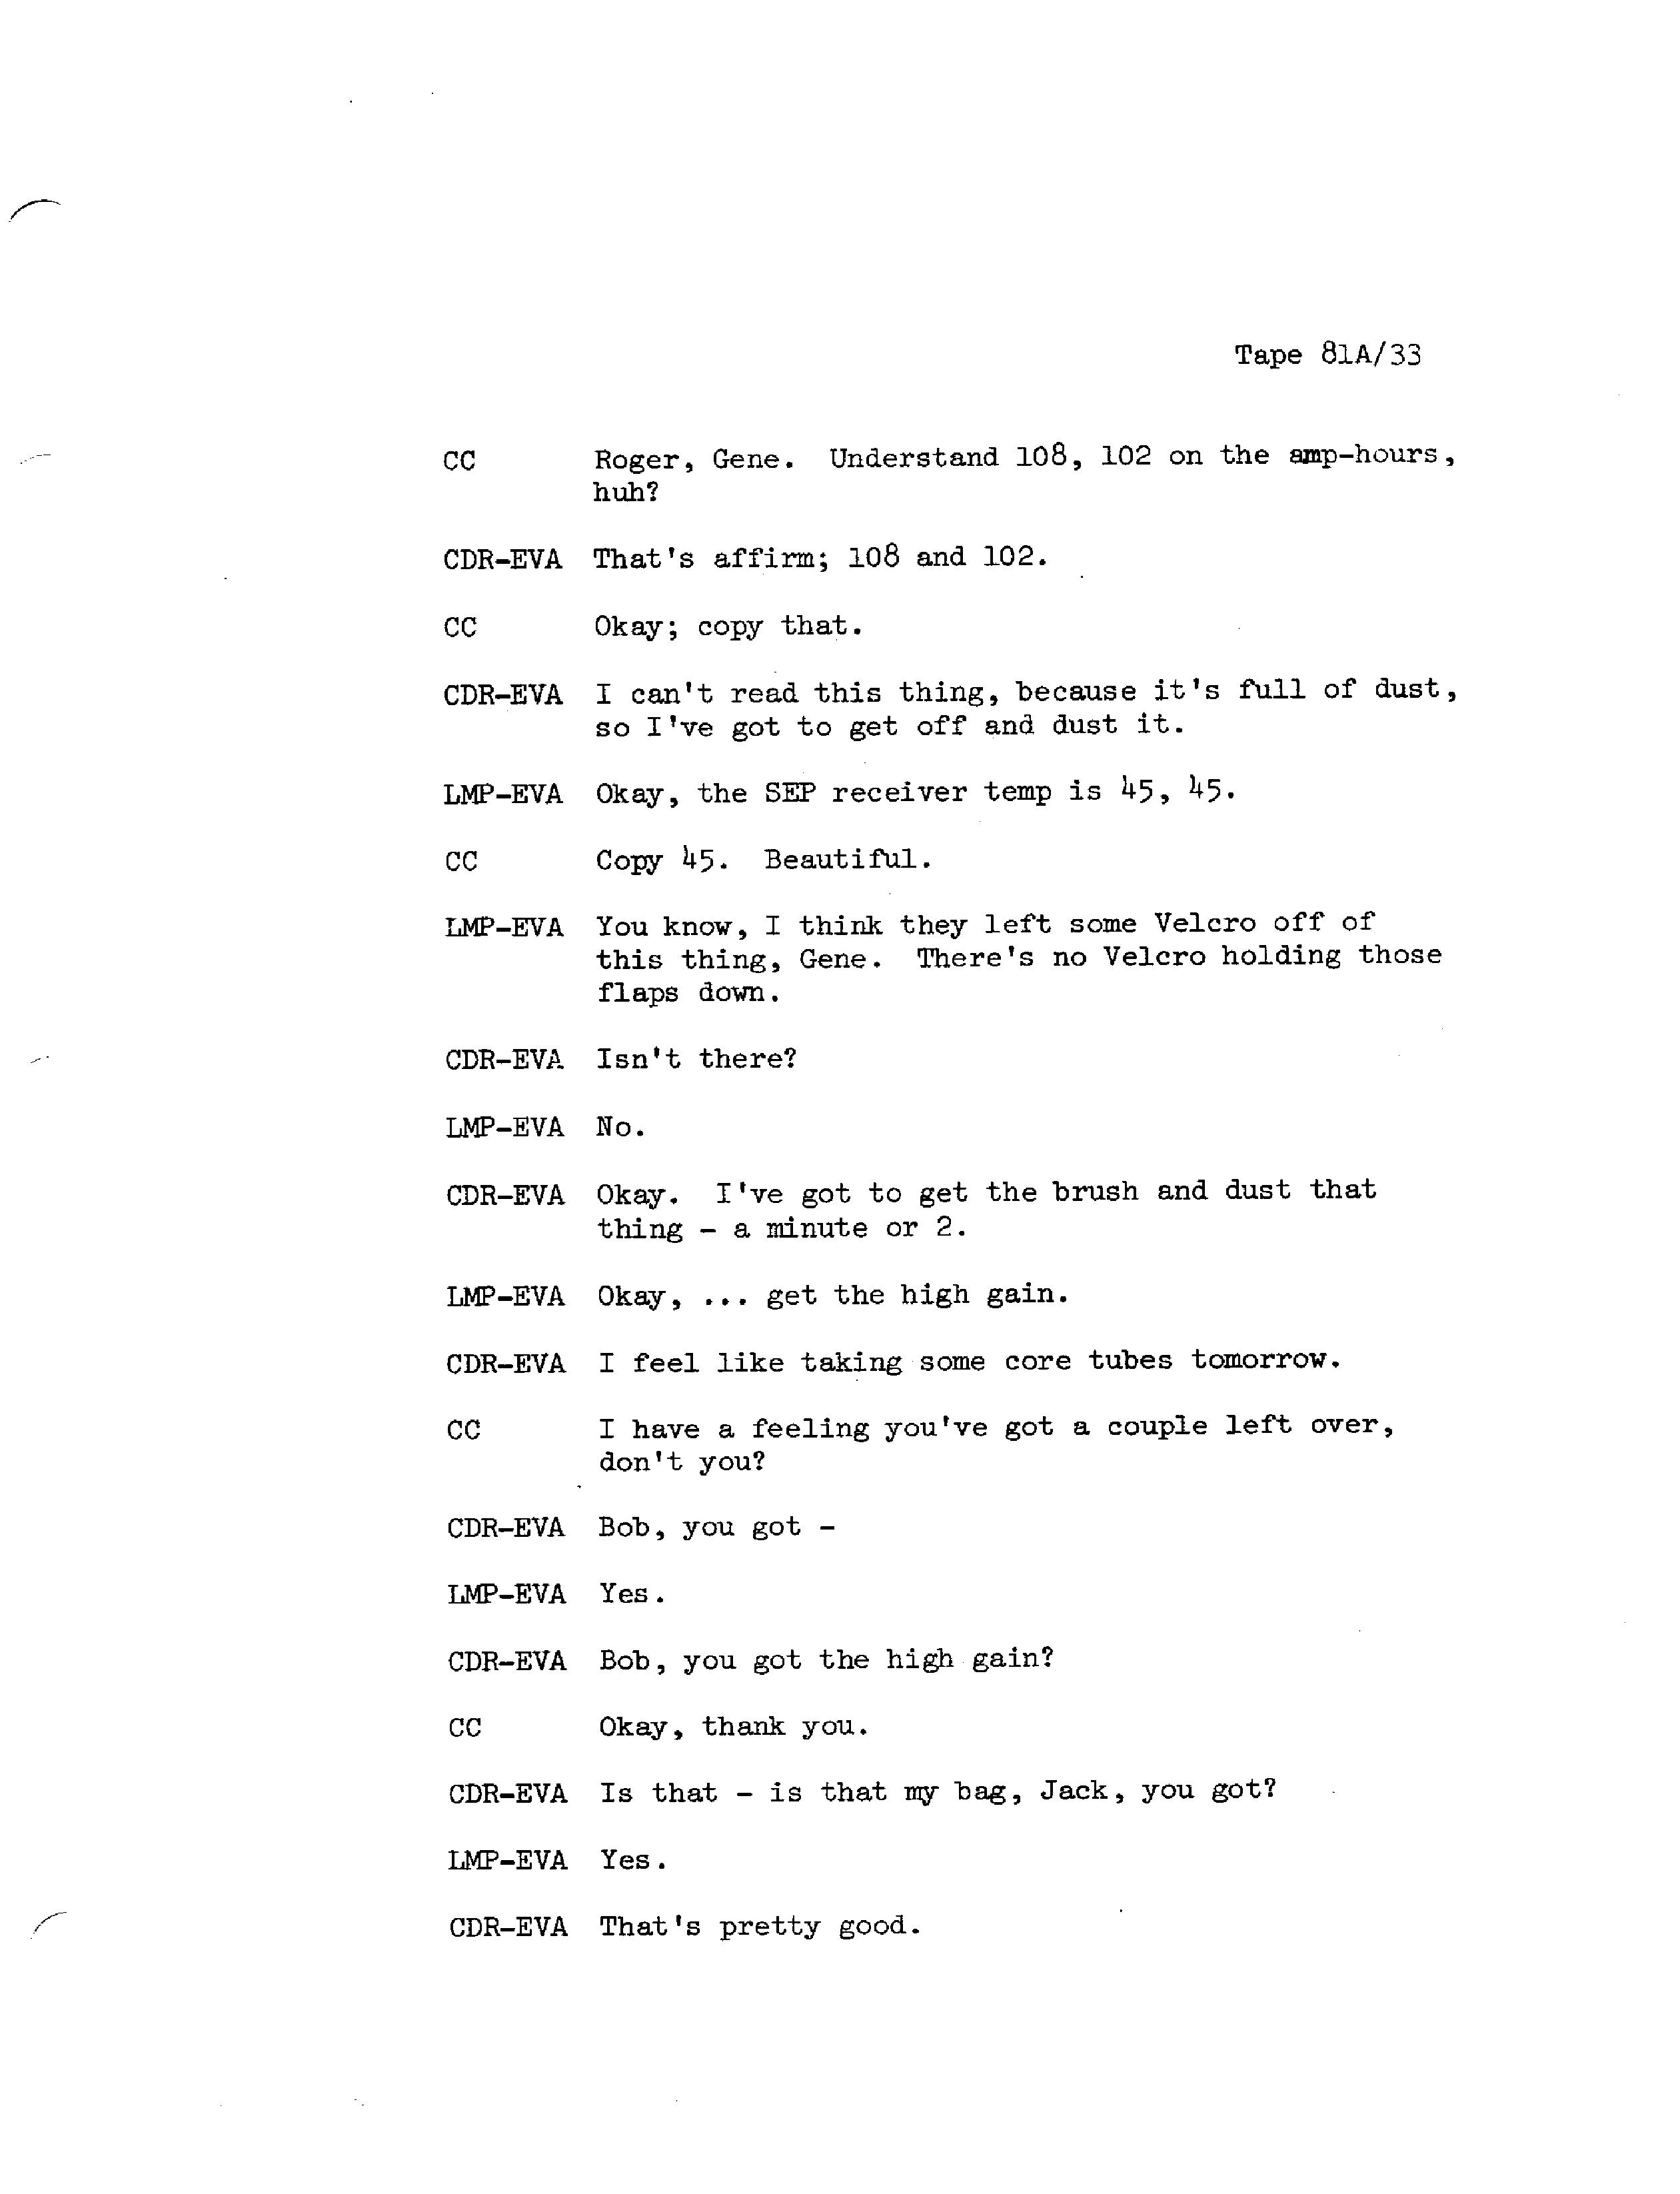 Tape 81A/33
CC Roger, Gene. Understand 108, 102 on the amp-hours,
huh?
CDR-EVA That's affirm; 108 and 102.
CC Okay; copy that.
CDR-EVA I can't read this thing, because it's full of dust,
so I've got to get off and dust it.
LMP-EVA Okay, the SEP receiver temp is 45, 45.
CC Copy 45. Beautiful.
LMP-EVA You know, I think they left some Velcro off of
this thing, Gene. There's no Velcro holding those
flaps down.
CDR-EVA Isn't there?
LMP-EVA No.
CDR-EVA Okay. I've got to get the brush and dust that
thing - a minute or 2.
LMP-EVA Okay, ... get the high gain.
CDR-EVA I feel like taking some core tubes tomorrow.
CC I have a feeling you've got a couple left over,
don't you?
CDR-EVA Bob, you got -
LMP-EVA Yes.
CDR-EVA Bob, you got the high gain?
CC Okay, thank you.
CDR-EVA Is that - is that my bag, Jack, you got?
LMP-EVA Yes.
CDR-EVA That's pretty good.